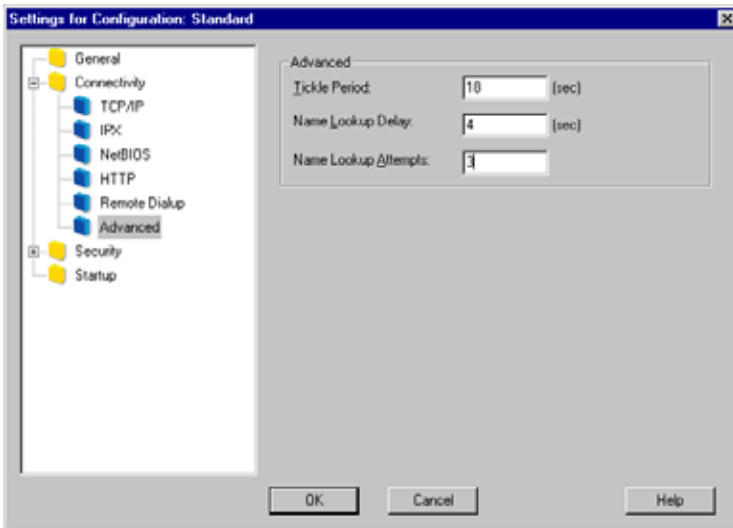 Settings for Configuration: Standard
General
Connectivity
TCP/IP
IPX
NetBIOS
HTTP
Remote Dialup
Advanced
Security
Startup
Advanced
Tickle Period: 18 (sec)
Name Lookup Delay: 4 (sec)
Name Lookup Attempts: 3
OK Cancel Help